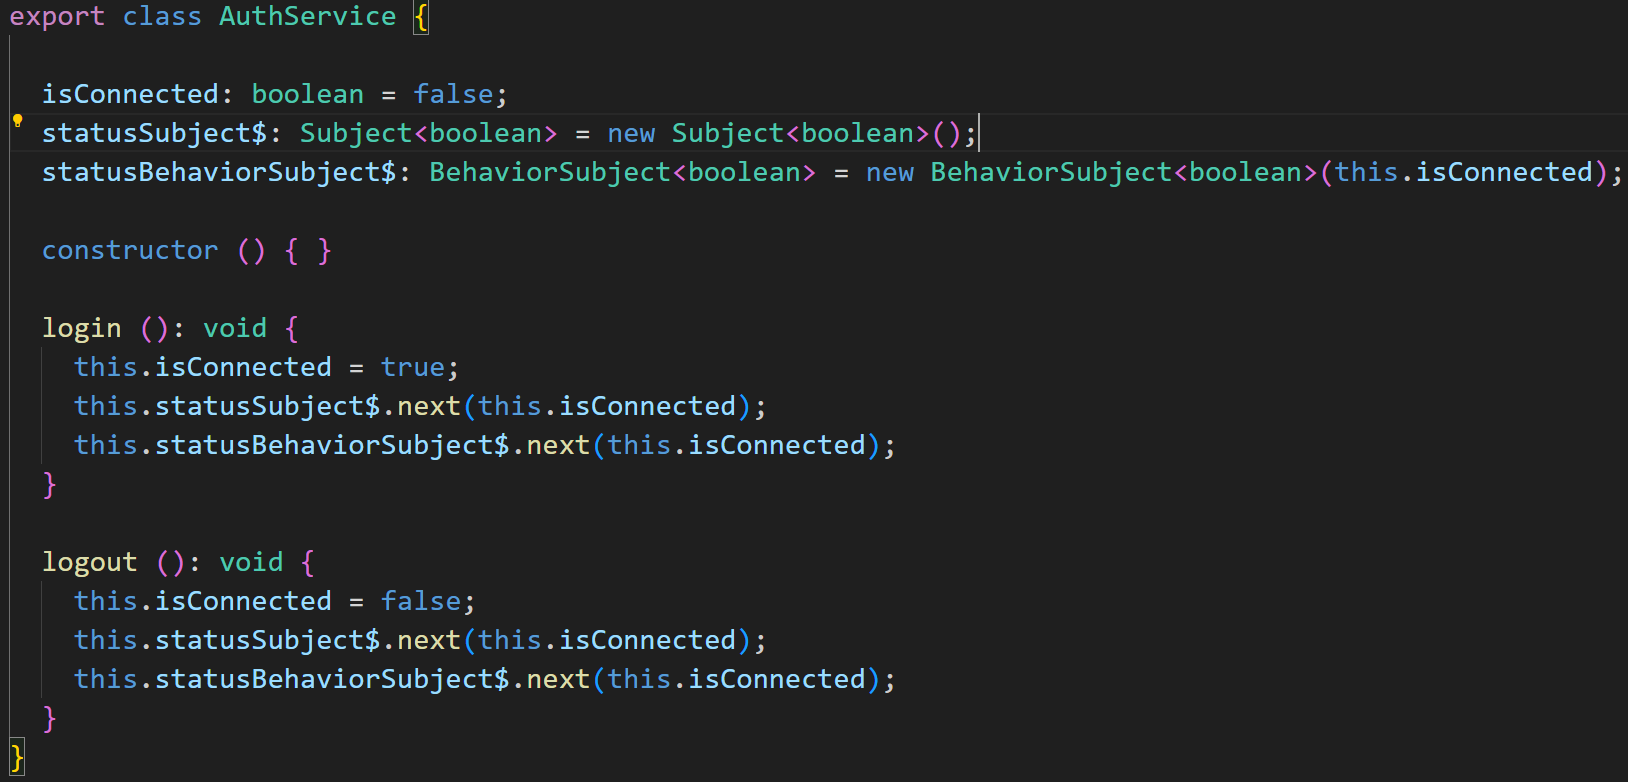 export class AuthService {
isConnected: boolean = false;
statusSubject$: Subject<boolean> = new Subject<boolean>();
statusBehaviorSubject$: BehaviorSubject<boolean> = new BehaviorSubject<boolean>(this.isConnected);
constructor () { }
login (): void {
this.isConnected = true;
this.statusSubject$.next(this.isConnected);
this.statusBehaviorSubject$.next(this.isConnected);
}
logout (): void {
this.isConnected = false;
this.statusSubject$.next(this.isConnected);
this.statusBehaviorSubject$.next(this.isConnected);
}
}